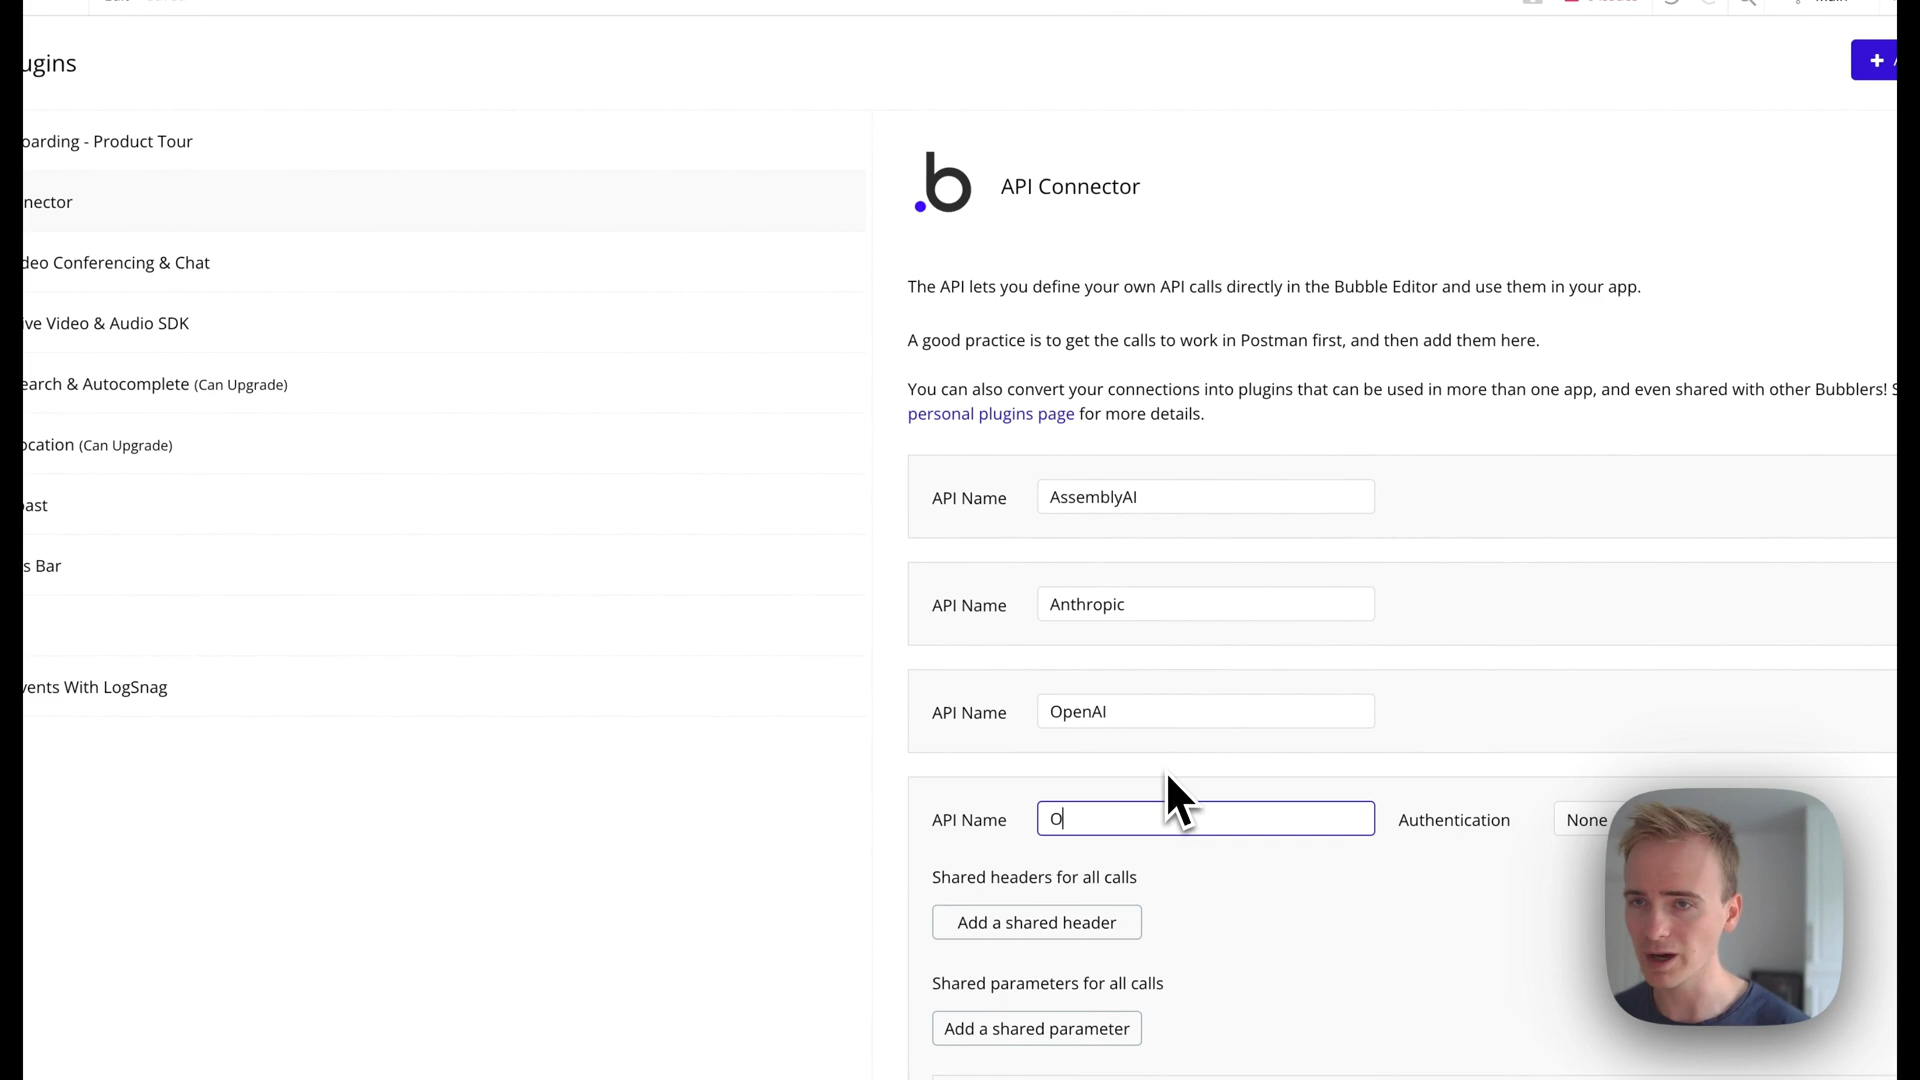 ugins
+
oarding - Product Tour
nector
deo Conferencing & Chat
ive Video & Audio SDK
earch & Autocomplete (Can Upgrade)
ocation (Can Upgrade)
oast
s Bar
vents With LogSnag
b
API Connector
The API lets you define your own API calls directly in the Bubble Editor and use them in your app.
A good practice is to get the calls to work in Postman first, and then add them here.
You can also convert your connections into plugins that can be used in more than one app, and even shared with other Bubblers! S
personal plugins page for more details.
API Name AssemblyAI
API Name Anthropic
API Name OpenAI
API Name O Authentication None
Shared headers for all calls
Add a shared header
Shared parameters for all calls
Add a shared parameter